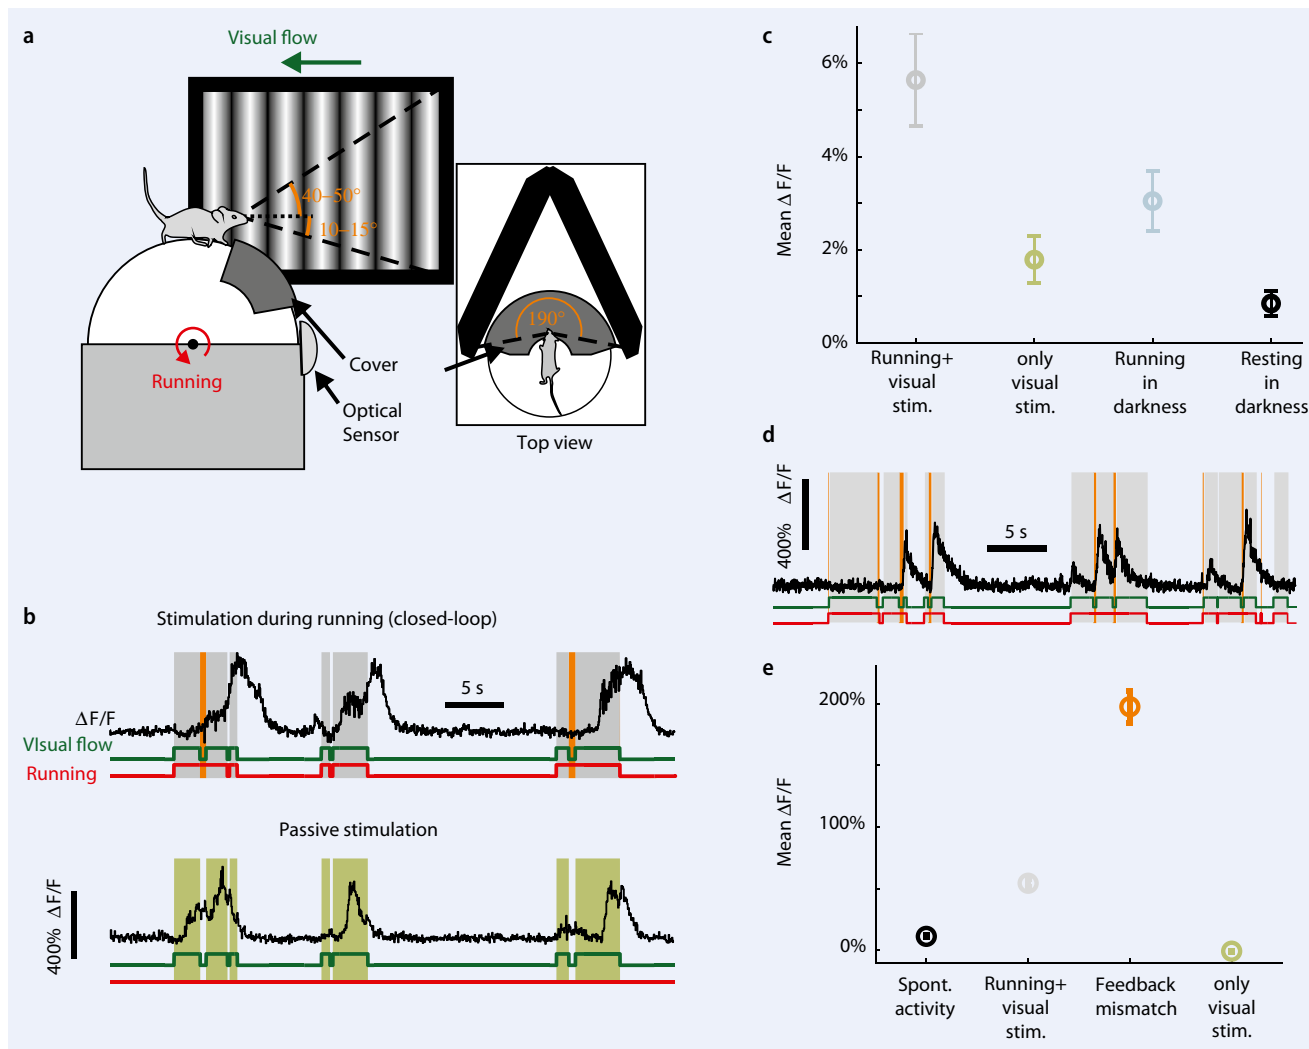 a
Visual flow
40–50°
10–15°
190°
Running
Cover
Optical
Sensor
Top view
b
Stimulation during running (closed-loop)
5 s
ΔF/F
VIsual flow
Running
Passive stimulation
400% ΔF/F
c
Mean Δ F/F
6%
4%
2%
0%
Running+
visual
stim.
only
visual
stim.
Running
in
darkness
Resting
in
darkness
d
400% ΔF/F
5 s
e
Mean ΔF/F
200%
100%
0%
Spont.
activity
Running+
visual
stim.
Feedback
mismatch
only
visual
stim.